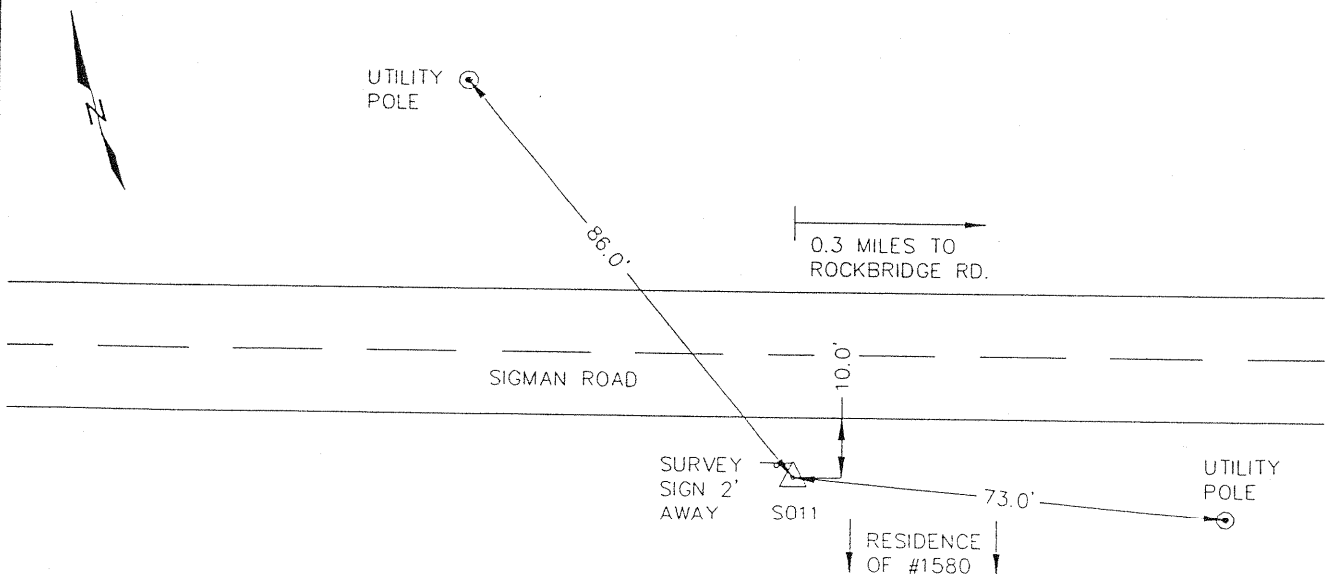 UTILITY
POLE
N
86.0'
0.3 MILES TO
ROCKBRIDGE RD.
SIGMAN ROAD
10.0'
SURVEY
SIGN 2'
AWAY
S011
73.0'
UTILITY
POLE
RESIDENCE
OF #1580